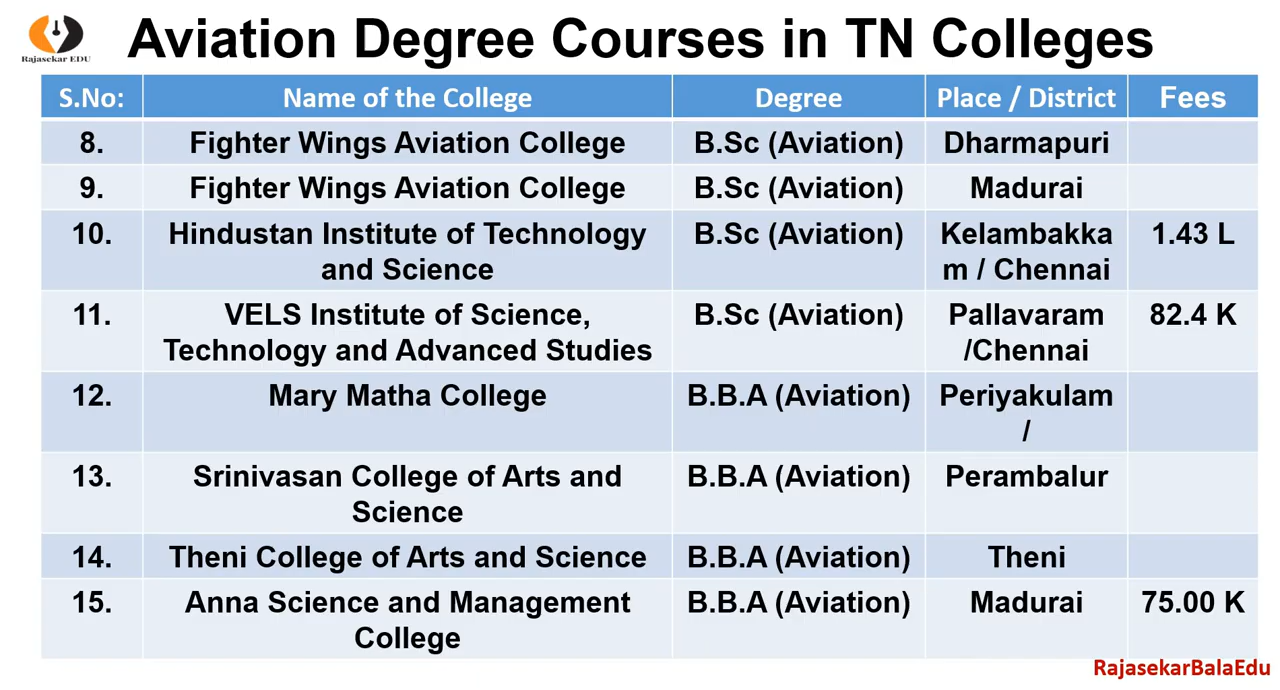 Rajasekar EDU
Aviation Degree Courses in TN Colleges
S.No: Name of the College Degree Place / District Fees
8. Fighter Wings Aviation College B.Sc (Aviation) Dharmapuri
9. Fighter Wings Aviation College B.Sc (Aviation) Madurai
10. Hindustan Institute of Technology B.Sc (Aviation) Kelambakka 1.43 L
and Science m / Chennai
11. VELS Institute of Science, B.Sc (Aviation) Pallavaram 82.4 K
Technology and Advanced Studies /Chennai
12. Mary Matha College B.B.A (Aviation) Periyakulam
/
13. Srinivasan College of Arts and B.B.A (Aviation) Perambalur
Science
14. Theni College of Arts and Science B.B.A (Aviation) Theni
15. Anna Science and Management B.B.A (Aviation) Madurai 75.00 K
College
RajasekarBalaEdu